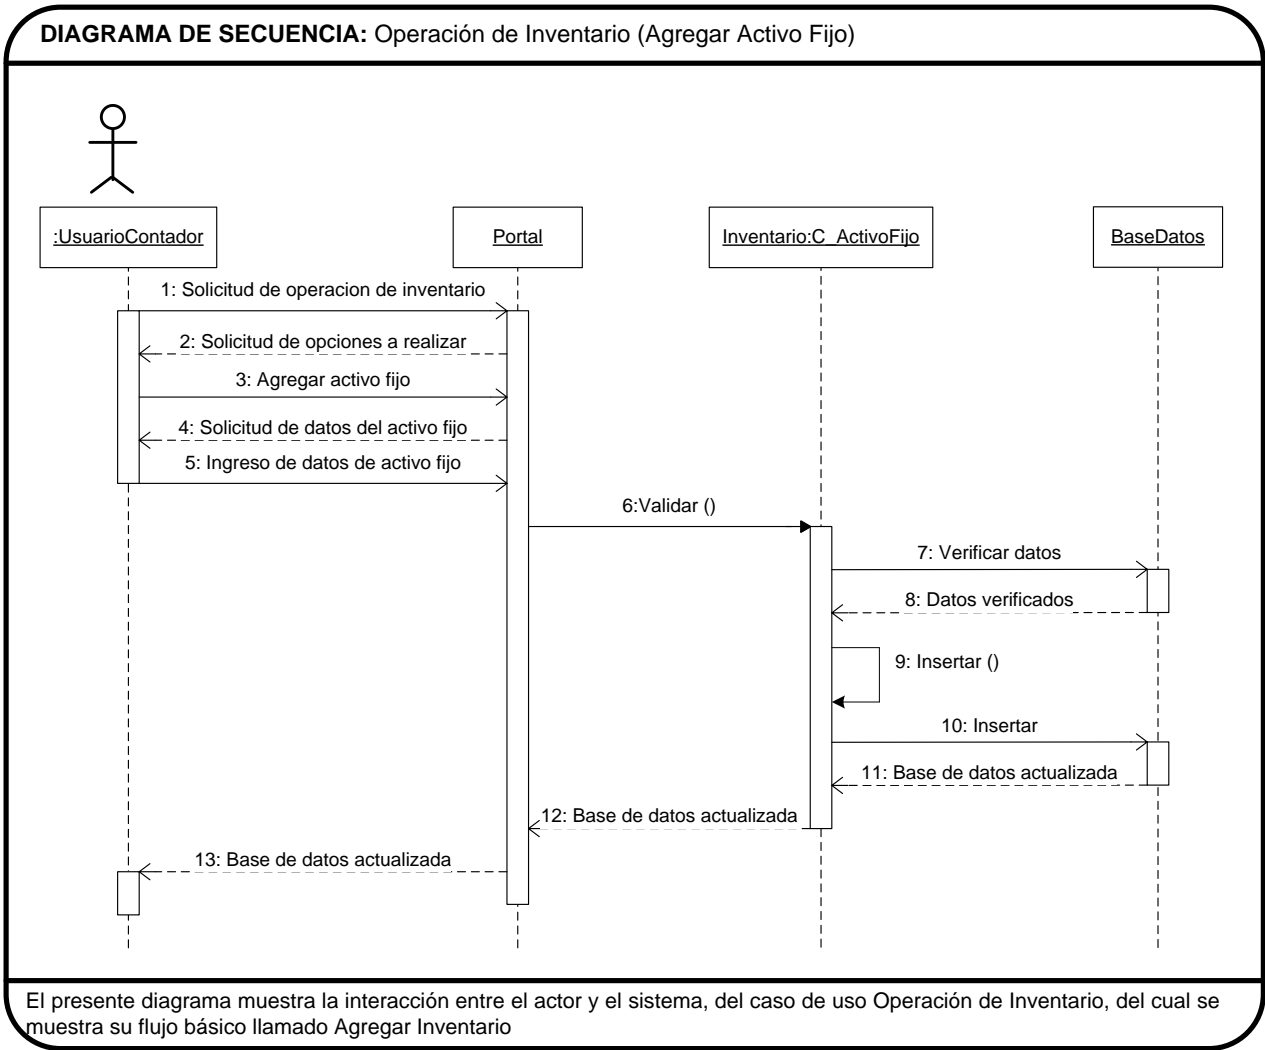 DIAGRAMA DE SECUENCIA: Operación de Inventario (Agregar Activo Fijo)
:UsuarioContador
Portal
Inventario:C_ActivoFijo
BaseDatos
1: Solicitud de operacion de inventario
2: Solicitud de opciones a realizar
3: Agregar activo fijo
4: Solicitud de datos del activo fijo
5: Ingreso de datos de activo fijo
6:Validar ()
7: Verificar datos
8: Datos verificados
9: Insertar ()
10: Insertar
11: Base de datos actualizada
12: Base de datos actualizada
13: Base de datos actualizada
El presente diagrama muestra la interacción entre el actor y el sistema, del caso de uso Operación de Inventario, del cual se
muestra su flujo básico llamado Agregar Inventario